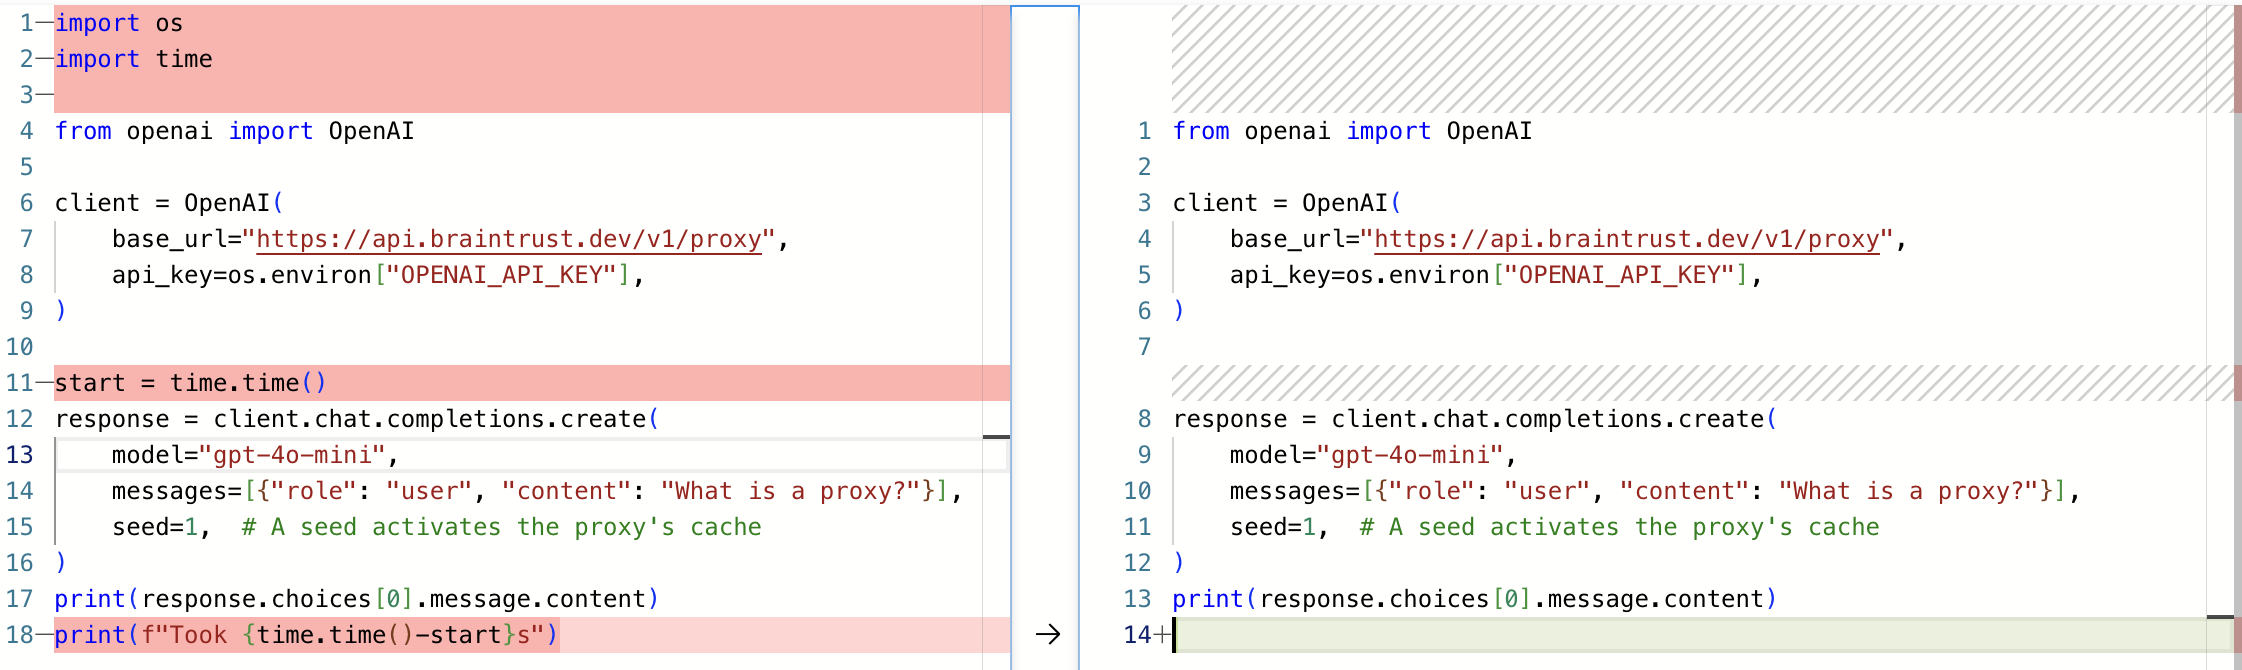 1 import os
2 import time
3
4 from openai import OpenAI
5
6 client = OpenAI(
7     base_url="https://api.braintrust.dev/v1/proxy",
8     api_key=os.environ["OPENAI_API_KEY"],
9 )
10
11 start = time.time()
12 response = client.chat.completions.create(
13     model="gpt-4o-mini",
14     messages=[{"role": "user", "content": "What is a proxy?"}],
15     seed=1,  # A seed activates the proxy's cache
16 )
17 print(response.choices[0].message.content)
18 print(f"Took {time.time()-start}s")
→
1 from openai import OpenAI
2
3 client = OpenAI(
4     base_url="https://api.braintrust.dev/v1/proxy",
5     api_key=os.environ["OPENAI_API_KEY"],
6 )
7
8 response = client.chat.completions.create(
9     model="gpt-4o-mini",
10     messages=[{"role": "user", "content": "What is a proxy?"}],
11     seed=1,  # A seed activates the proxy's cache
12 )
13 print(response.choices[0].message.content)
14+